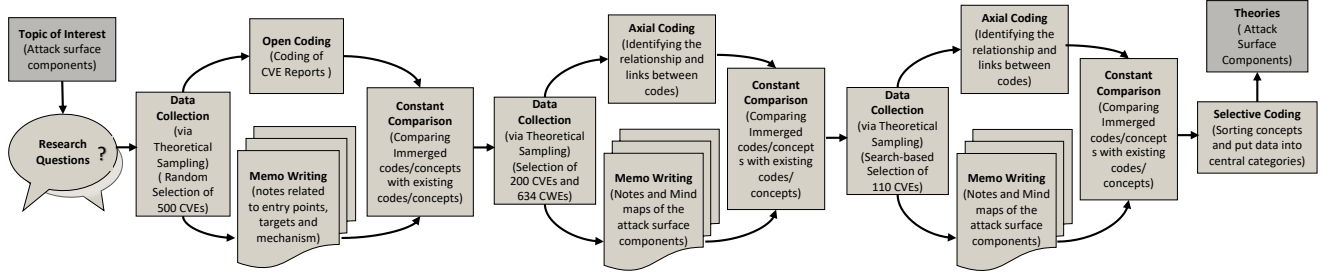 Topic of Interest
(Attack surface
components)
Research
Questions
?
Data
Collection
(via
Theoretical
Sampling)
( Random
Selection of
500 CVEs)
Open Coding
(Coding of
CVE Reports )
Memo Writing
(notes related
to entry points,
targets and
mechanism)
Constant
Comparison
(Comparing
Immerged
codes/concepts
with existing
codes/concepts)
Data
Collection
(via Theoretical
Sampling)
(Selection of
200 CVEs and
634 CWEs)
Axial Coding
(Identifying the
relationship and
links between
codes)
Memo Writing
(Notes and Mind
maps of the
attack surface
components)
Constant
Comparison
(Comparing
Immerged
codes/concept
s with existing
codes/
concepts)
Data
Collection
(via Theoretical
Sampling)
(Search-based
Selection of
110 CVEs)
Axial Coding
(Identifying the
relationship and
links between
codes)
Memo Writing
(Notes and Mind
maps of the
attack surface
components)
Constant
Comparison
(Comparing
Immerged
codes/concept
s with existing
codes/
concepts)
Theories
( Attack
Surface
Components)
Selective Coding
(Sorting concepts
and put data into
central categories)